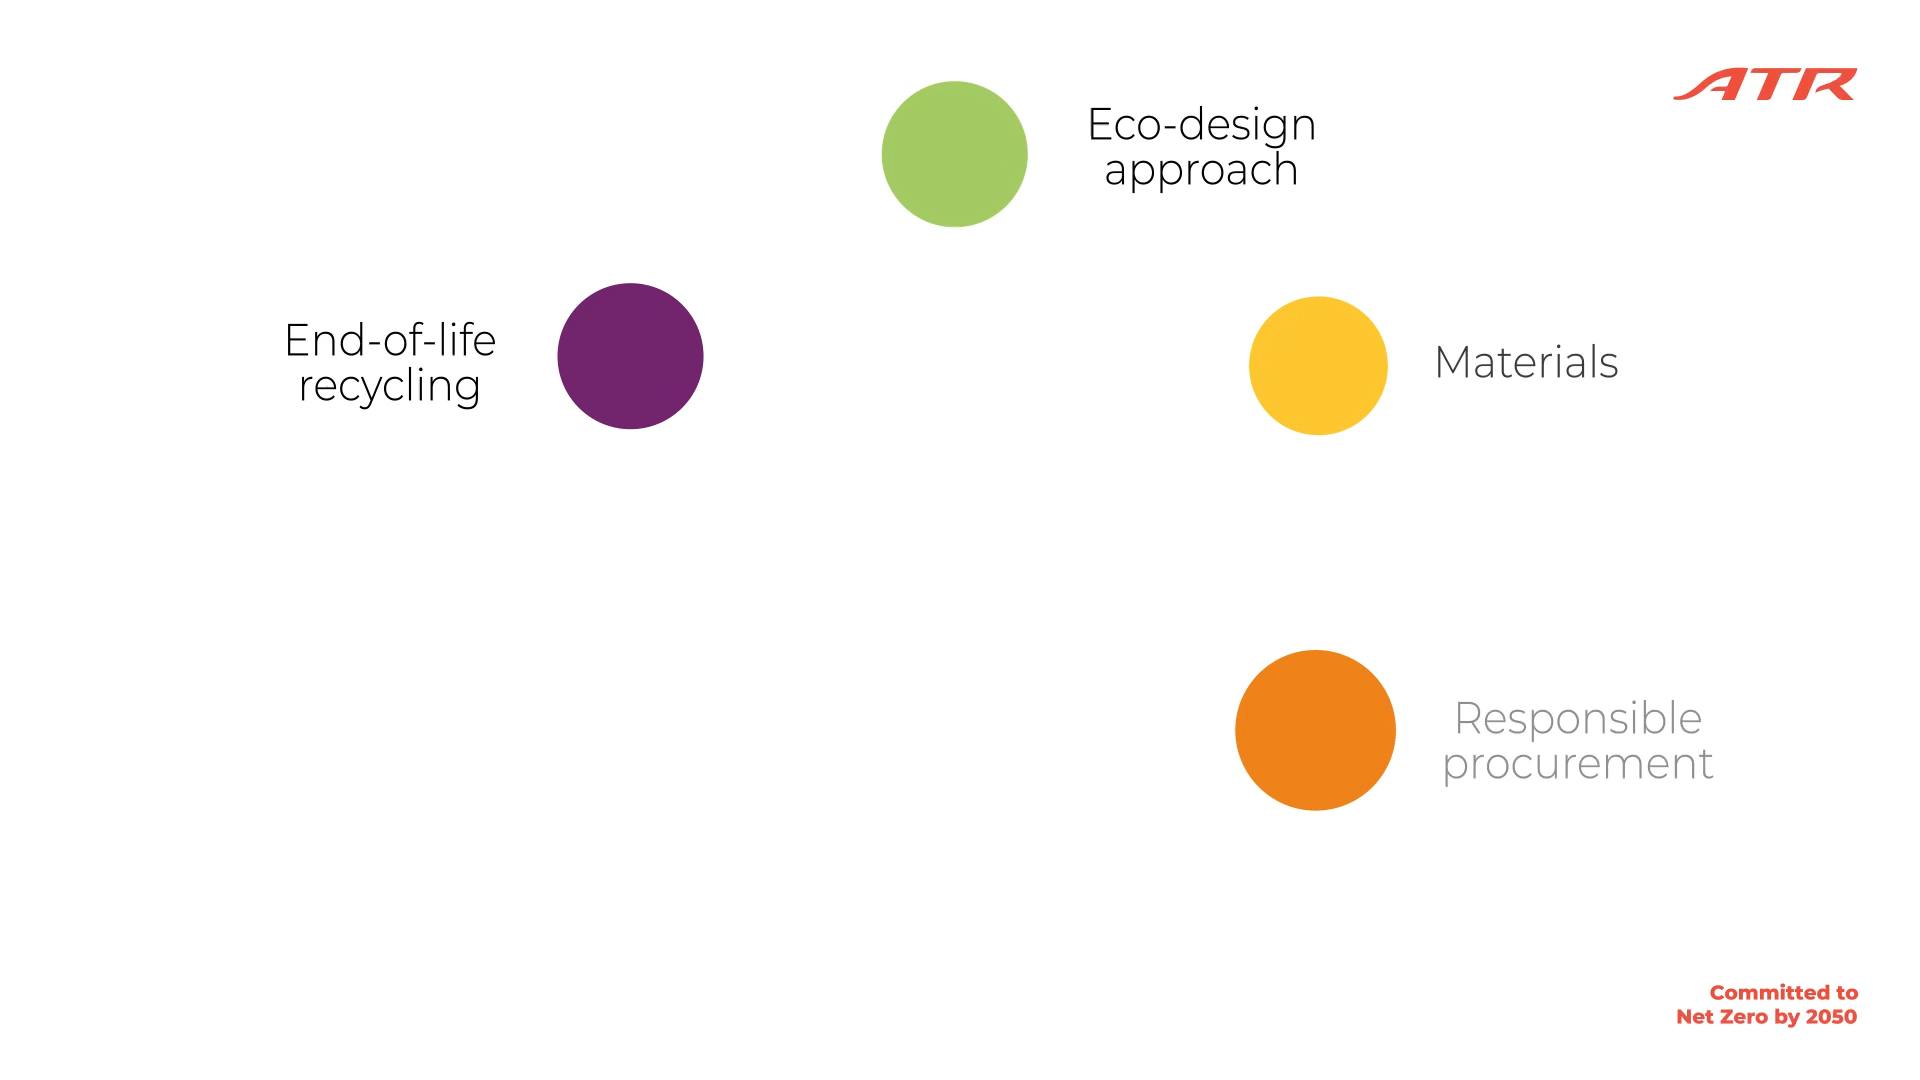 ATR
Eco-design
approach
End-of-life
recycling
Materials
Responsible
procurement
Committed to
Net Zero by 2050